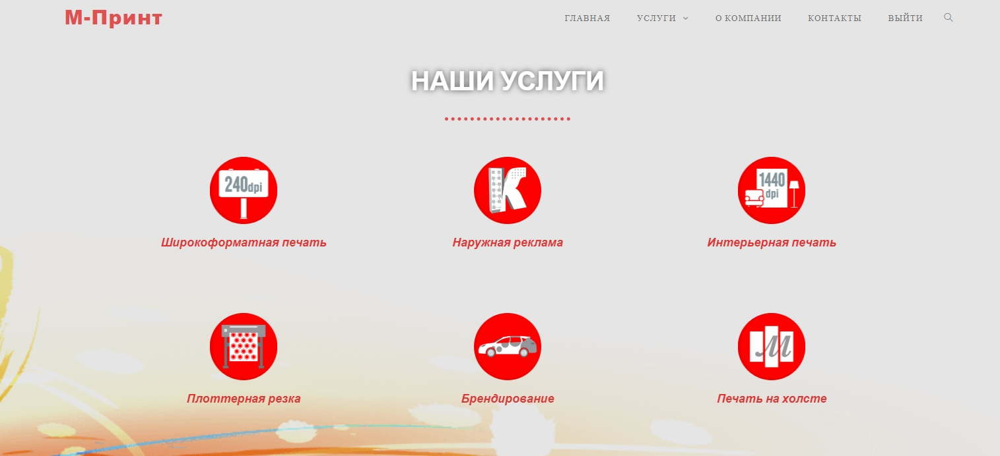 М-Принт
ГЛАВНАЯ УСЛУГИ О КОМПАНИИ КОНТАКТЫ ВЫЙТИ
НАШИ УСЛУГИ
240dpi
К
1440
dpi
Широкоформатная печать
Наружная реклама
Интерьерная печать
М
Плоттерная резка
Брендирование
Печать на холсте